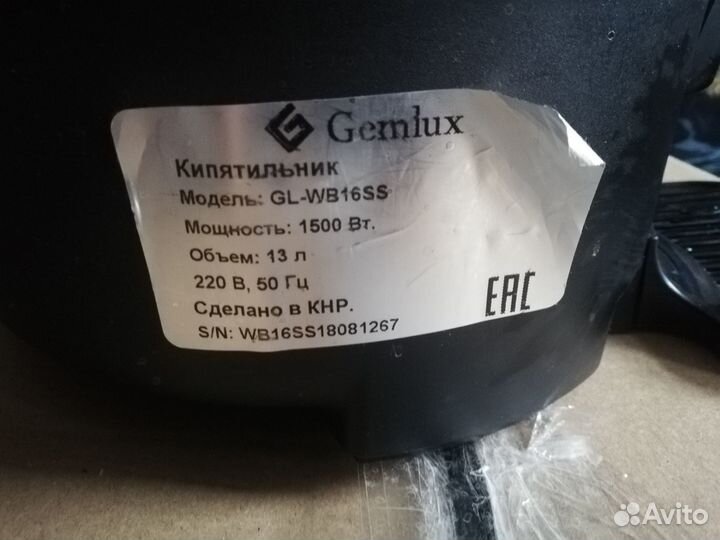 Gemlux
Кипятильник
Модель: GL-WB16SS
Мощность: 1500 Вт.
Объем: 13 л
220 В, 50 Гц
Сделано в КНР.
S/N: WB16SS18081267
EAC
Avito